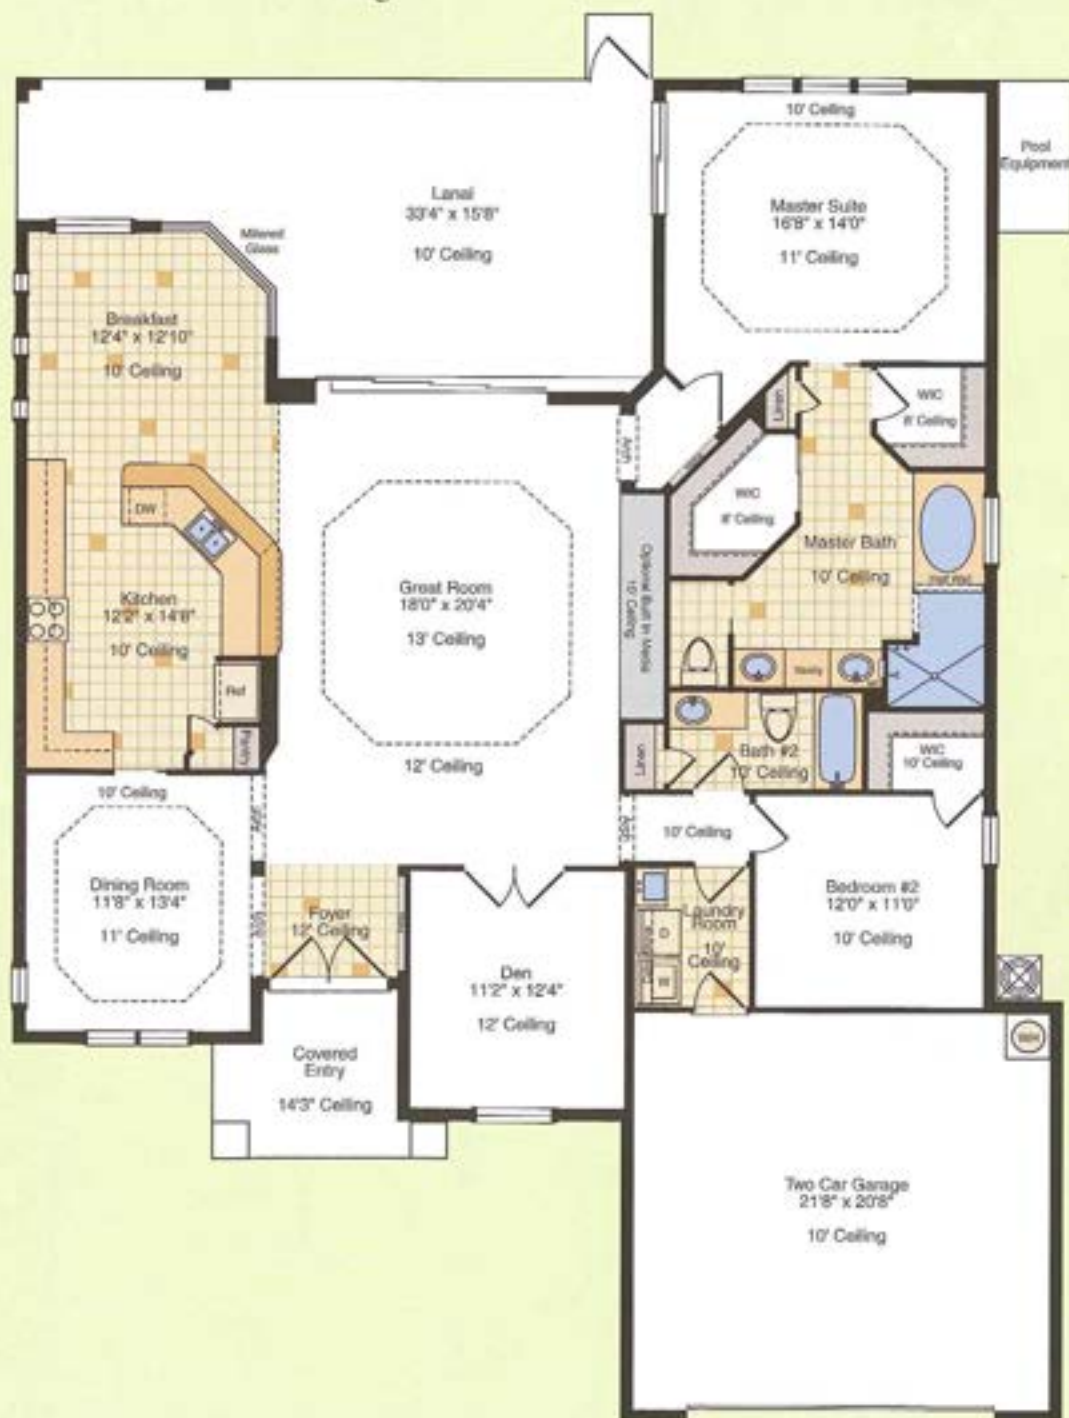 Pool
Equipment
10' Ceiling
Master Suite
16'8" x 14'0"
11' Ceiling
Lanai
33'4" x 15'8"
10' Ceiling
Mitered
Glass
Breakfast
12'4" x 12'10"
10' Ceiling
Linen
WIC
8' Ceiling
Arch
WIC
8' Ceiling
DW
Master Bath
10' Ceiling
Great Room
18'0" x 20'4"
13' Ceiling
Optional Built In Media
10' Ceiling
Kitchen
12'2" x 14'8"
10' Ceiling
Ref
Vanity
Pantry
12' Ceiling
Linen
Bath #2
10' Ceiling
WIC
10' Ceiling
10' Ceiling
Arch
Arch
10' Ceiling
Dining Room
11'8" x 13'4"
11' Ceiling
Foyer
12' Ceiling
Laundry
Room
10'
Ceiling
D
W
Bedroom #2
12'0" x 11'0"
10' Ceiling
Den
11'2" x 12'4"
12' Ceiling
WH
Covered
Entry
14'3" Ceiling
Two Car Garage
21'8" x 20'8"
10' Ceiling